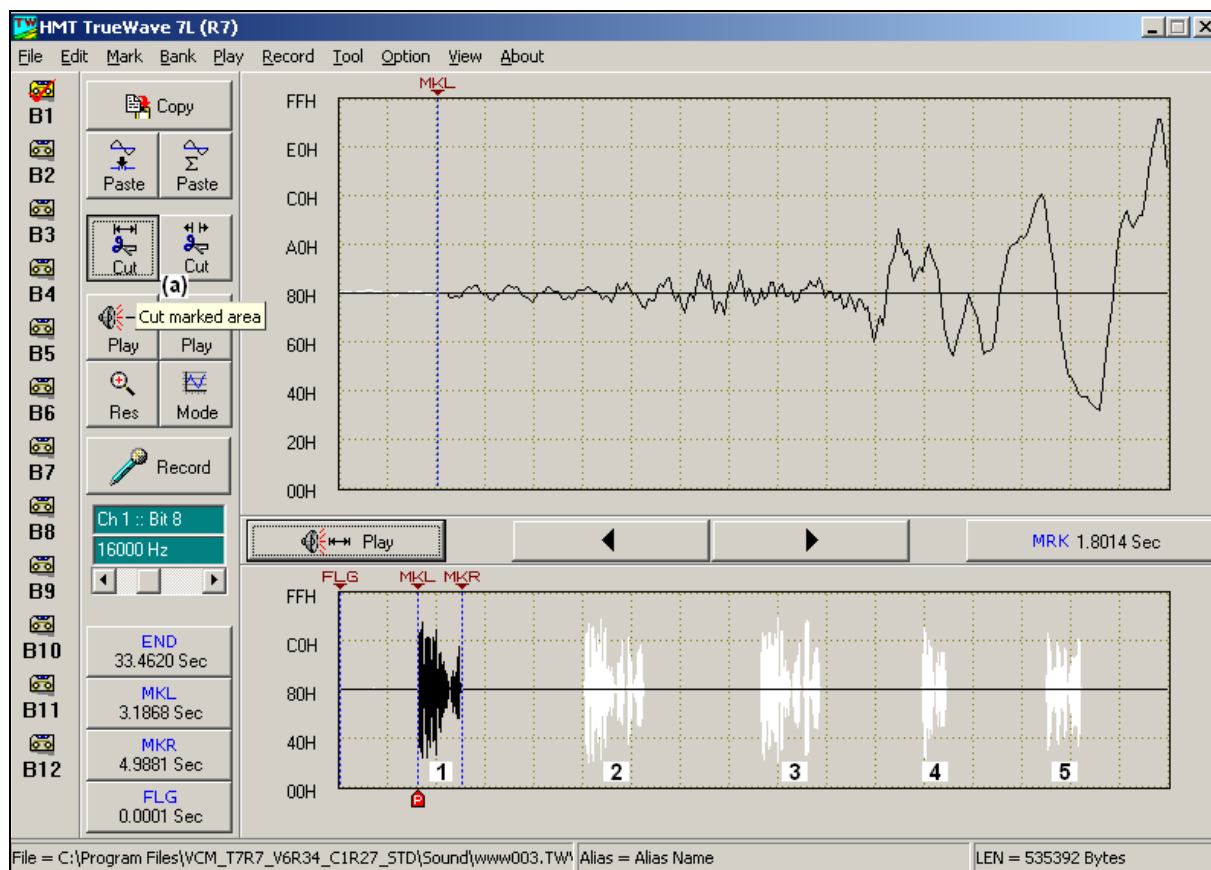 HMT TrueWave 7L (R7)
File Edit Mark Bank Play Record Tool Option View About
B1
B2
B3
B4
B5
B6
B7
B8
B9
B10
B11
B12
Copy
Paste Paste
Cut Cut
(a)
Cut marked area
Play Play
Res Mode
Record
Ch 1 :: Bit 8
16000 Hz
END
33.4620 Sec
MKL
3.1868 Sec
MKR
4.9881 Sec
FLG
0.0001 Sec
MKL
FFH
E0H
C0H
A0H
80H
60H
40H
20H
00H
Play
MRK 1.8014 Sec
FLG MKL MKR
FFH
C0H
80H
40H
00H
1 2 3 4 5
P
File = C:\Program Files\VCM_T7R7_V6R34_C1R27_STD\Sound\www003.TW
Alias = Alias Name
LEN = 535392 Bytes